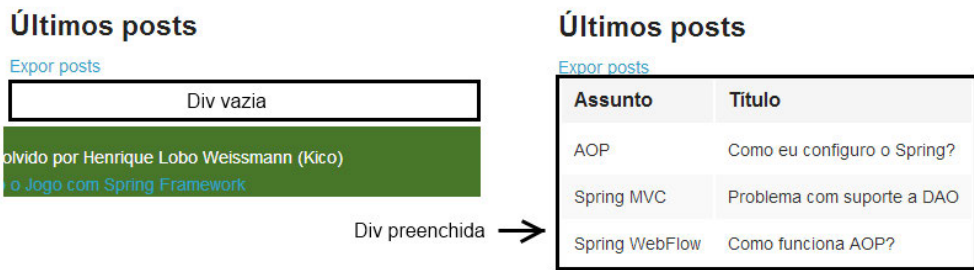 Últimos posts
Expor posts
Div vazia
olvido por Henrique Lobo Weissmann (Kico)
o Jogo com Spring Framework
Últimos posts
Expor posts
Assunto Título
AOP Como eu configuro o Spring?
Spring MVC Problema com suporte a DAO
Spring WebFlow Como funciona AOP?
Div preenchida